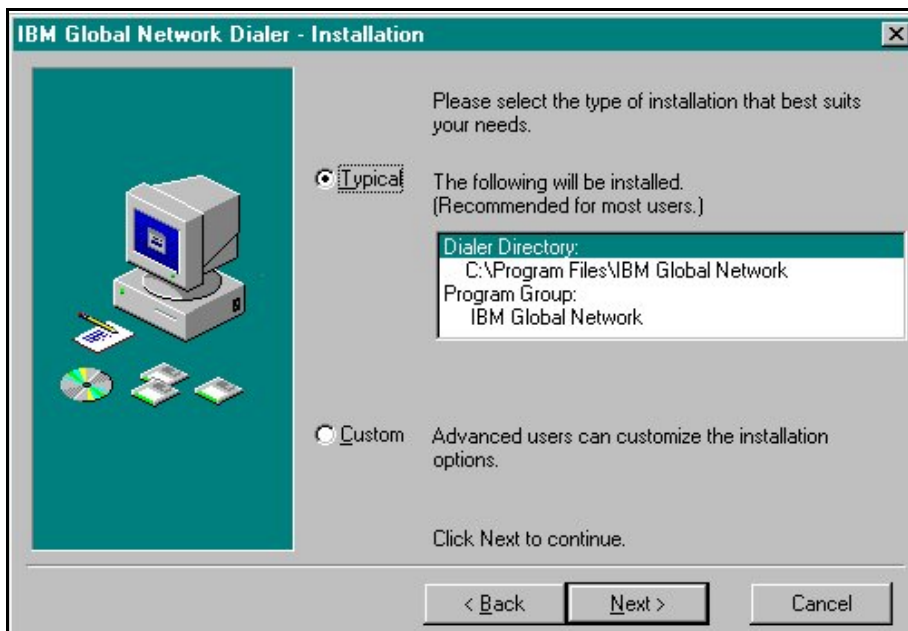 IBM Global Network Dialer - Installation
Please select the type of installation that best suits
your needs.
Typical
The following will be installed.
(Recommended for most users.)
Dialer Directory:
C:\Program Files\IBM Global Network
Program Group:
IBM Global Network
Custom
Advanced users can customize the installation
options.
Click Next to continue.
< Back
Next >
Cancel